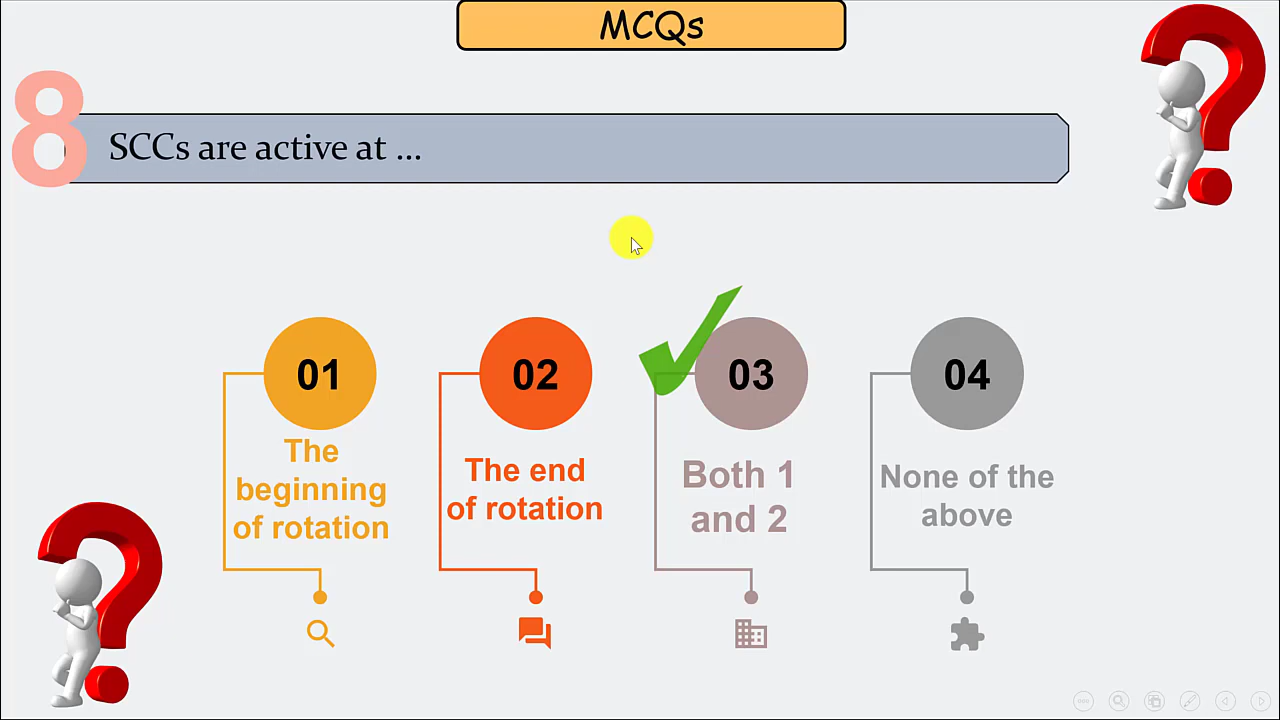 MCQs
8
SCCs are active at ...
01
The
beginning
of rotation
02
The end
of rotation
03
Both 1
and 2
04
None of the
above